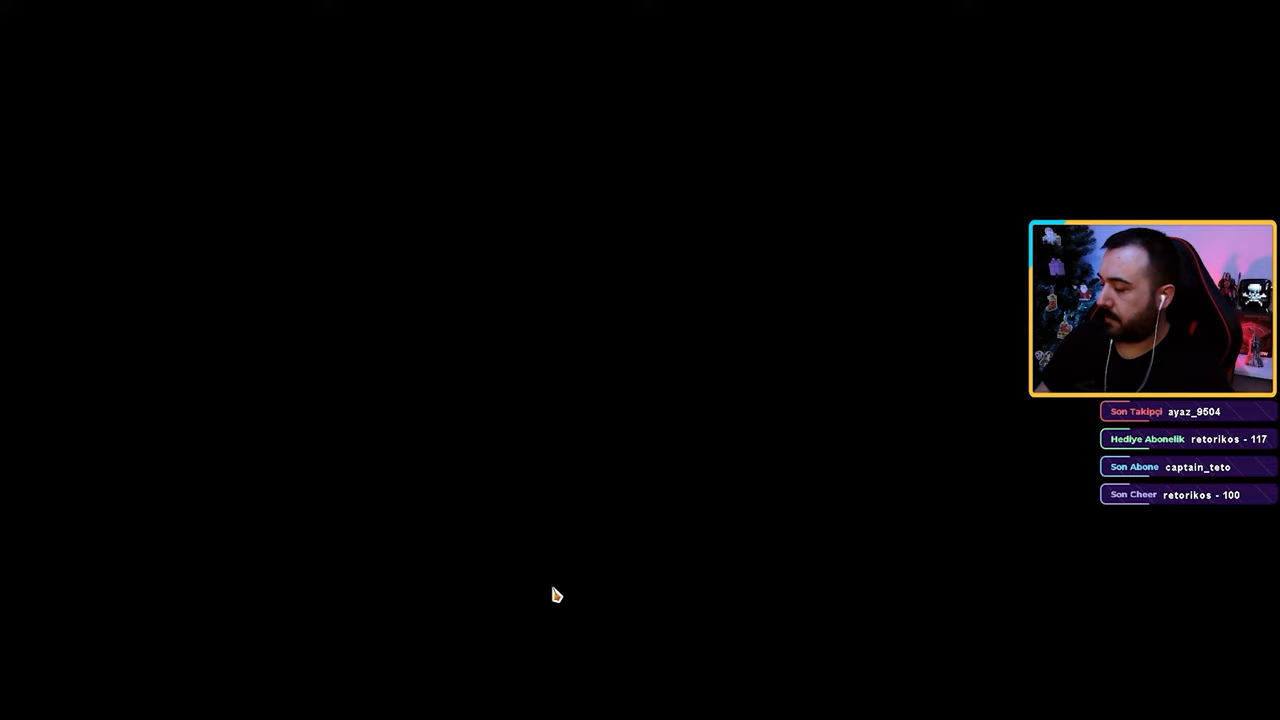 Son Takipçi ayaz_9504
Hediye Abonelik retorikos - 117
Son Abone captain_teto
Son Cheer retorikos - 100